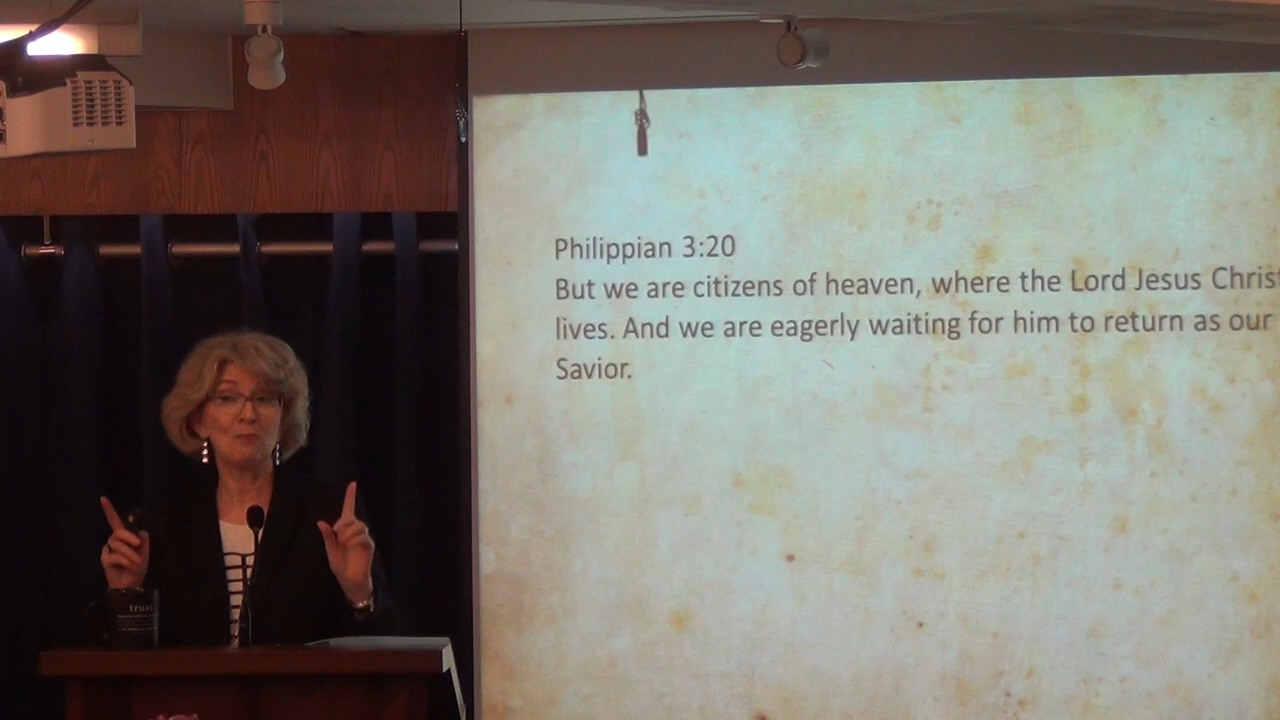 Philippian 3:20
But we are citizens of heaven, where the Lord Jesus Christ
lives. And we are eagerly waiting for him to return as our
Savior.
trust